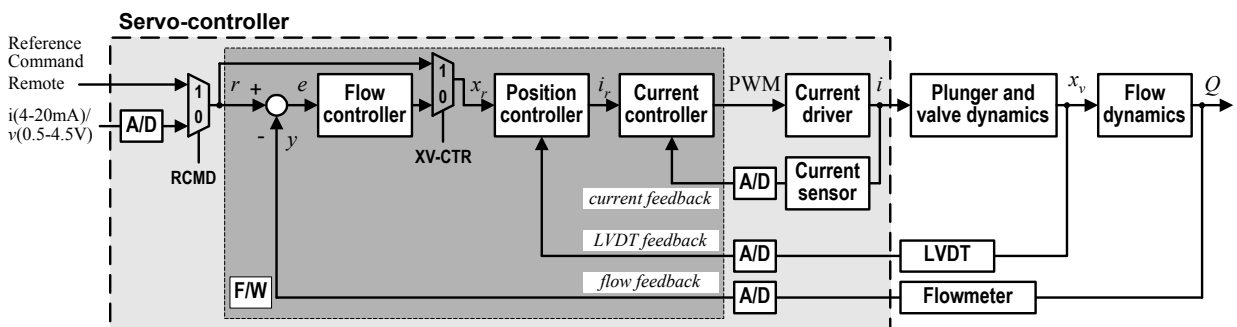 Servo-controller
Reference
Command
Remote
i(4-20mA)/
v(0.5-4.5V)
A/D
1
0
RCMD
r
+
-
y
e
Flow
controller
1
0
XV-CTR
x_r
Position
controller
i_r
Current
controller
PWM
Current
driver
i
Plunger and
valve dynamics
x_v
Flow
dynamics
Q
A/D
Current
sensor
current feedback
LVDT feedback
A/D
LVDT
flow feedback
A/D
Flowmeter
F/W